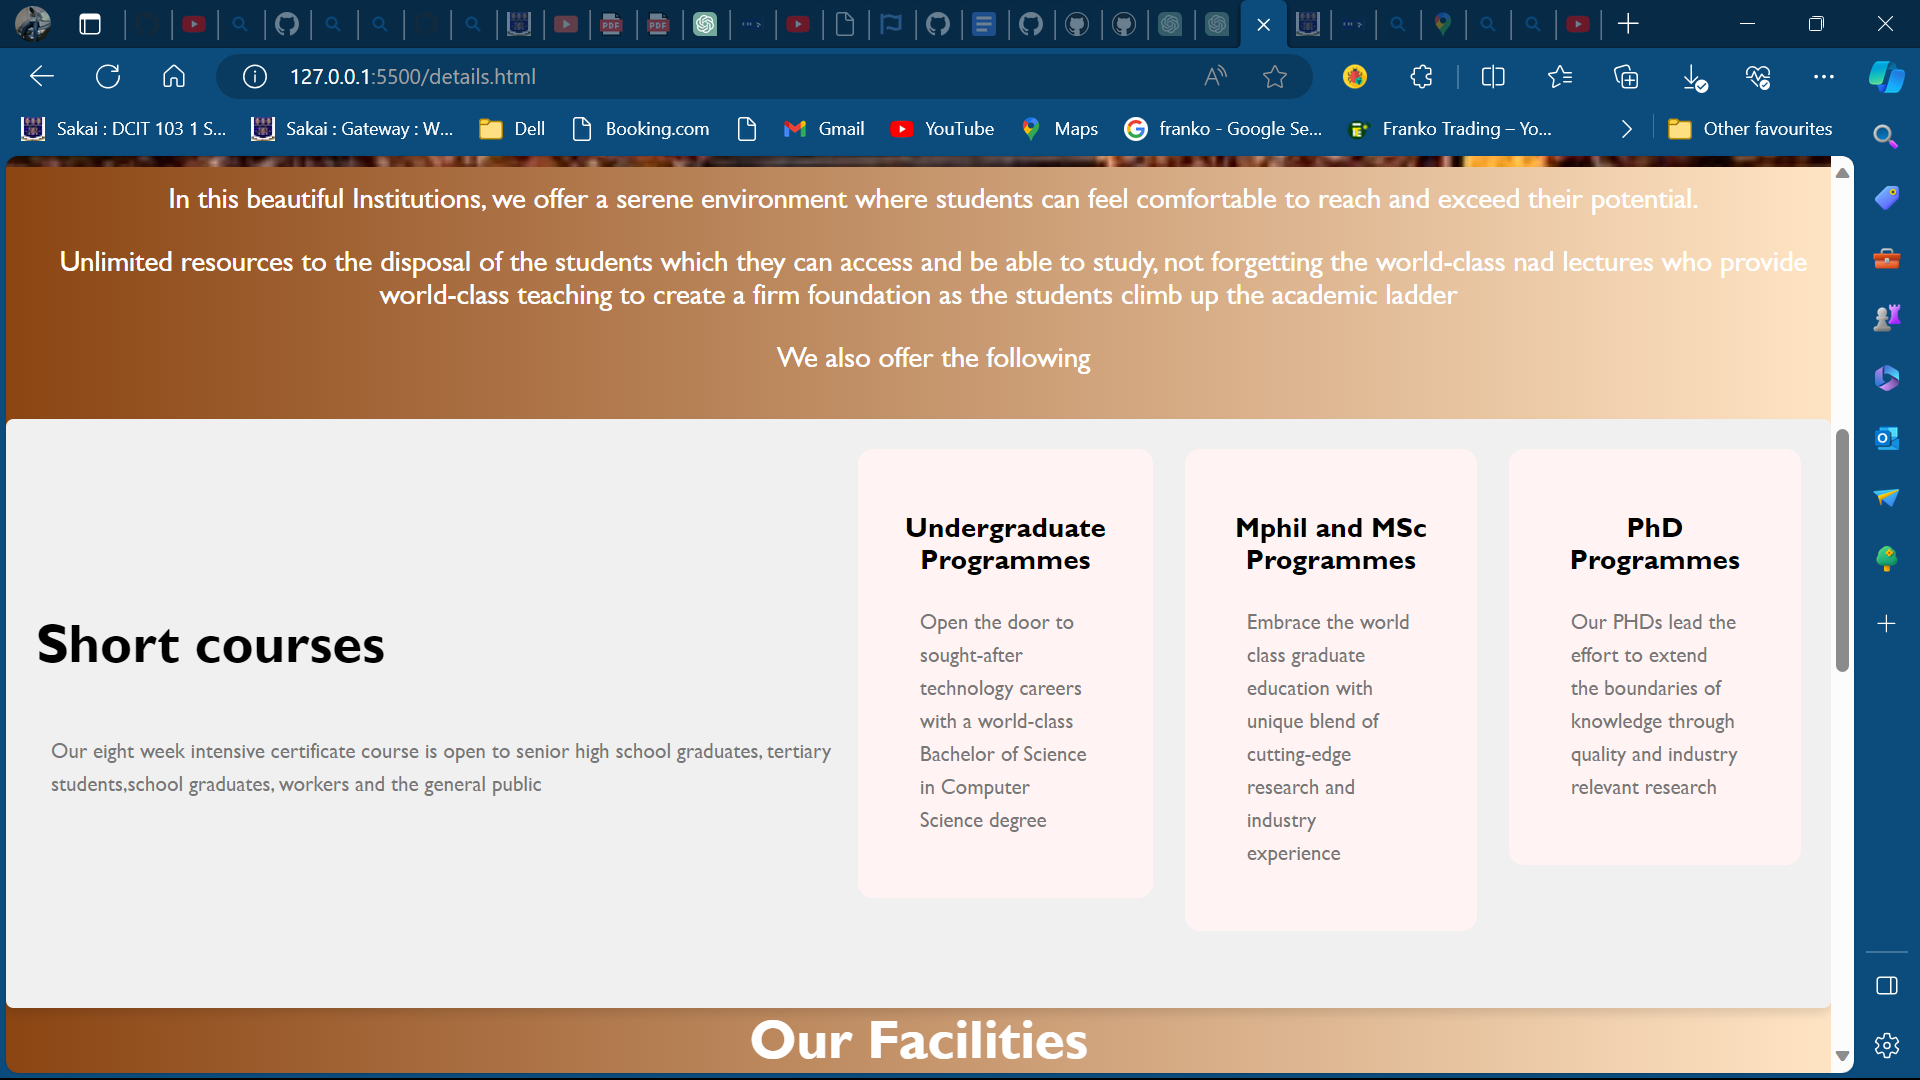 127.0.0.1:5500/details.html
Sakai : DCIT 103 1 S...
Sakai : Gateway : W...
Dell
Booking.com
Gmail
YouTube
Maps
franko - Google Se...
Franko Trading – Yo...
Other favourites
In this beautiful Institutions, we offer a serene environment where students can feel comfortable to reach and exceed their potential.
Unlimited resources to the disposal of the students which they can access and be able to study, not forgetting the world-class nad lectures who provide
world-class teaching to create a firm foundation as the students climb up the academic ladder
We also offer the following
Short courses
Our eight week intensive certificate course is open to senior high school graduates, tertiary
students,school graduates, workers and the general public
Undergraduate
Programmes
Open the door to
sought-after
technology careers
with a world-class
Bachelor of Science
in Computer
Science degree
Mphil and MSc
Programmes
Embrace the world
class graduate
education with
unique blend of
cutting-edge
research and
industry
experience
PhD
Programmes
Our PHDs lead the
effort to extend
the boundaries of
knowledge through
quality and industry
relevant research
Our Facilities